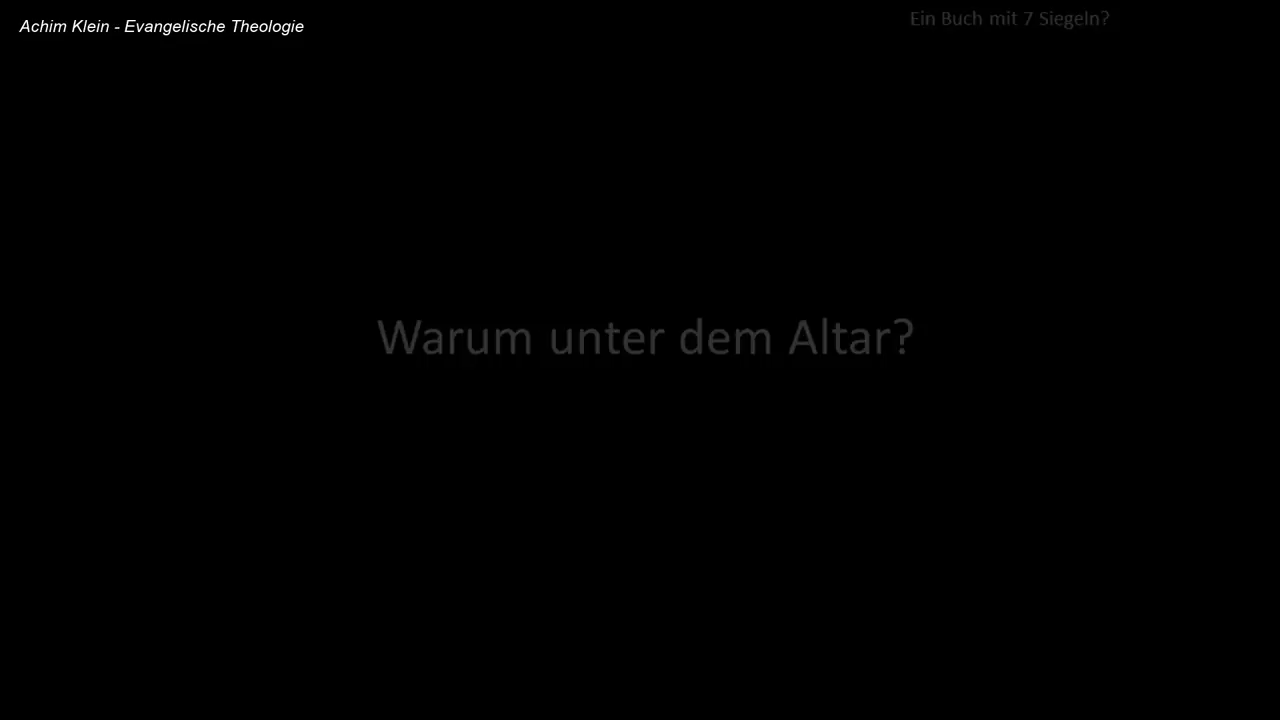 Achim Klein - Evangelische Theologie
Ein Buch mit 7 Siegeln?
Warum unter dem Altar?